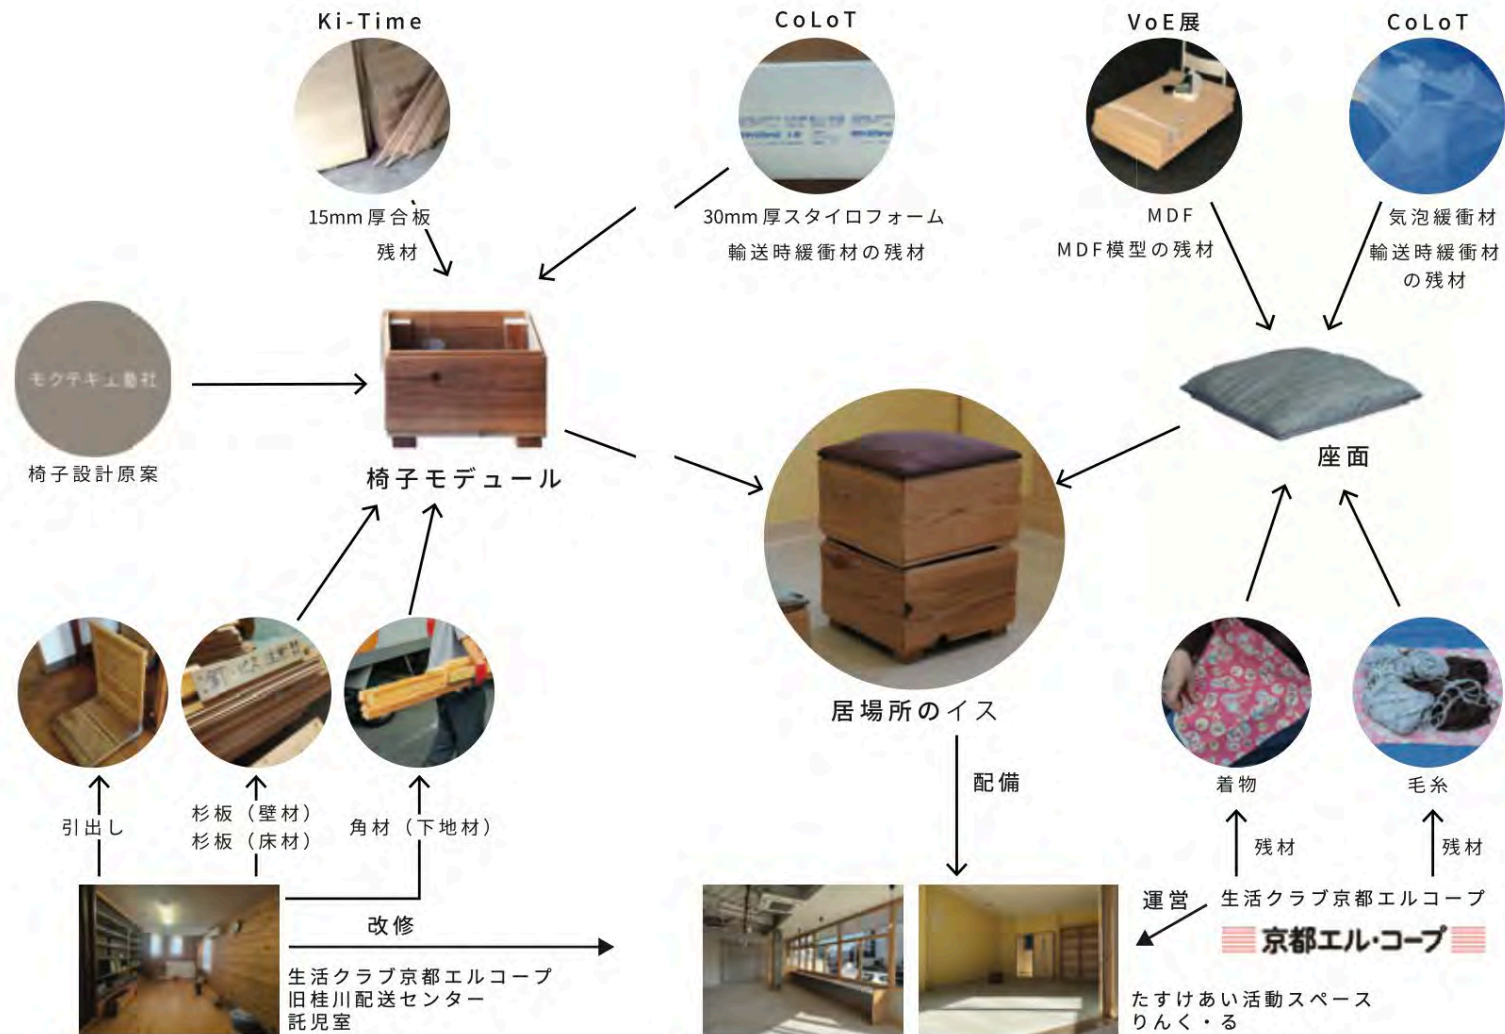 Ki-Time
CoLoT
VoE展
CoLoT
15mm厚合板
残材
30mm厚スタイロフォーム
輸送時緩衝材の残材
MDF
MDF模型の残材
気泡緩衝材
輸送時緩衝材
の残材
モクテキ工藝社
椅子設計原案
椅子モデュール
座面
居場所のイス
配備
引出し
杉板（壁材）
杉板（床材）
角材（下地材）
着物
毛糸
残材
残材
改修
生活クラブ京都エルコープ
旧桂川配送センター
託児室
運営
生活クラブ京都エルコープ
京都エル・コープ
たすけあい活動スペース
りんく・る